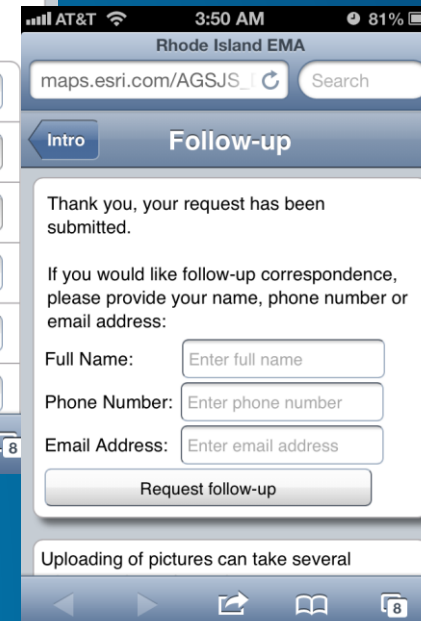 AT&T 3:50 AM 81%
Rhode Island EMA
maps.esri.com/AGSJS_ Search
Intro Follow-up
Thank you, your request has been
submitted.
If you would like follow-up correspondence,
please provide your name, phone number or
email address:
Full Name: Enter full name
Phone Number: Enter phone number
Email Address: Enter email address
Request follow-up
Uploading of pictures can take several
8 8